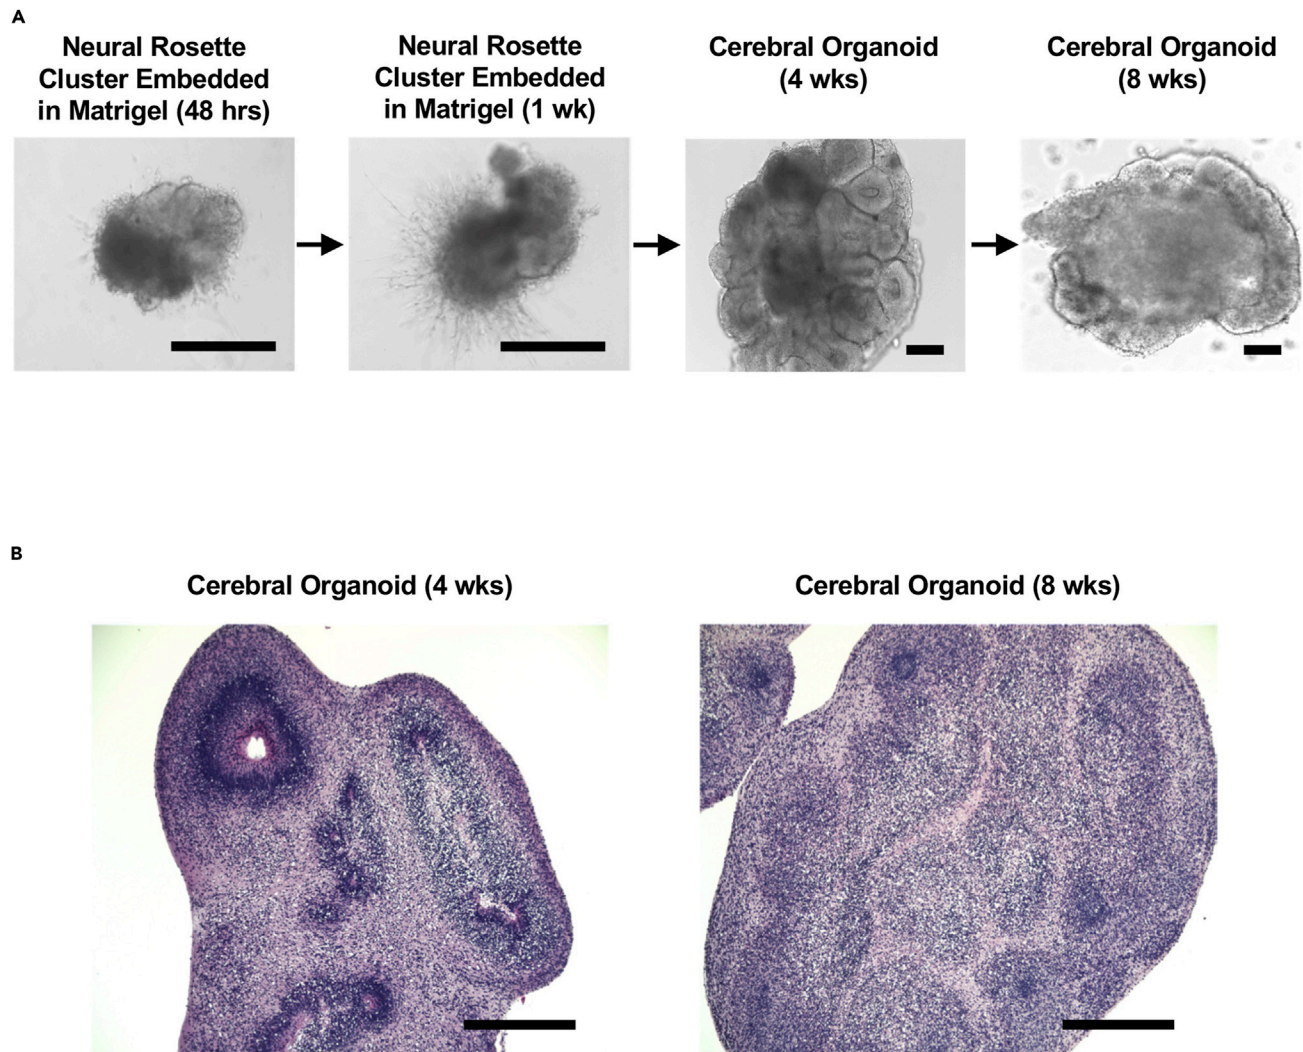 A
Neural Rosette
Cluster Embedded
in Matrigel (48 hrs)
Neural Rosette
Cluster Embedded
in Matrigel (1 wk)
Cerebral Organoid
(4 wks)
Cerebral Organoid
(8 wks)
B
Cerebral Organoid (4 wks)
Cerebral Organoid (8 wks)